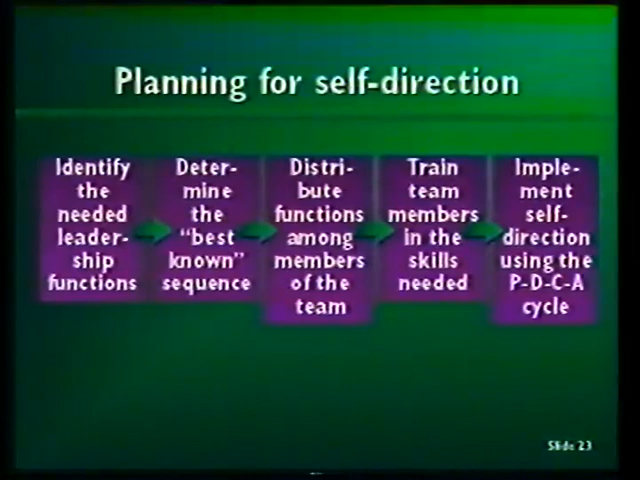 Planning for self-direction
Identify
the
needed
leader-
ship
functions
Deter-
mine
the
"best
known"
sequence
Distri-
bute
functions
among
members
of the
team
Train
team
members
in the
skills
needed
Imple-
ment
self-
direction
using the
P-D-C-A
cycle
Slide 23